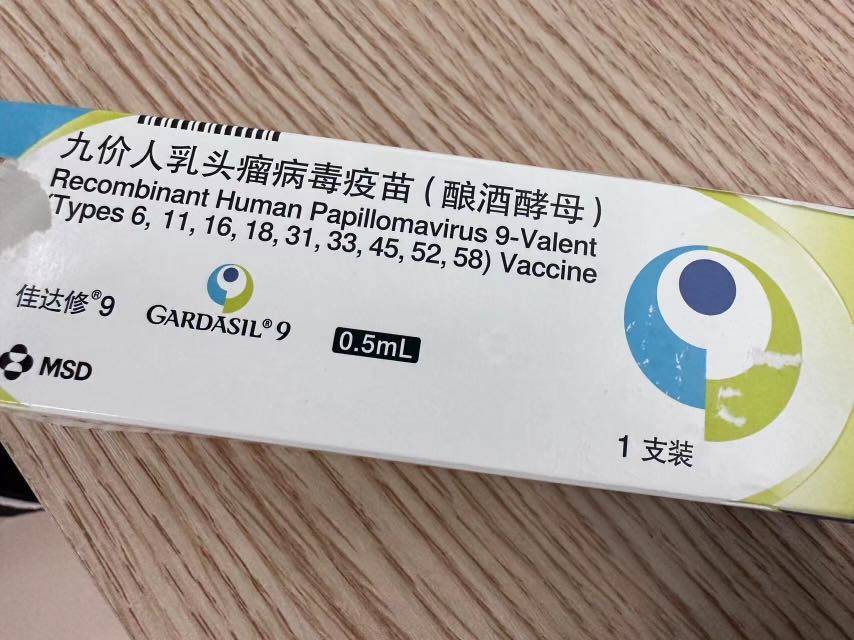 九价人乳头瘤病毒疫苗（酿酒酵母）
Recombinant Human Papillomavirus 9-Valent
(Types 6, 11, 16, 18, 31, 33, 45, 52, 58) Vaccine
佳达修®9
GARDASIL®9
0.5mL
MSD
1 支装